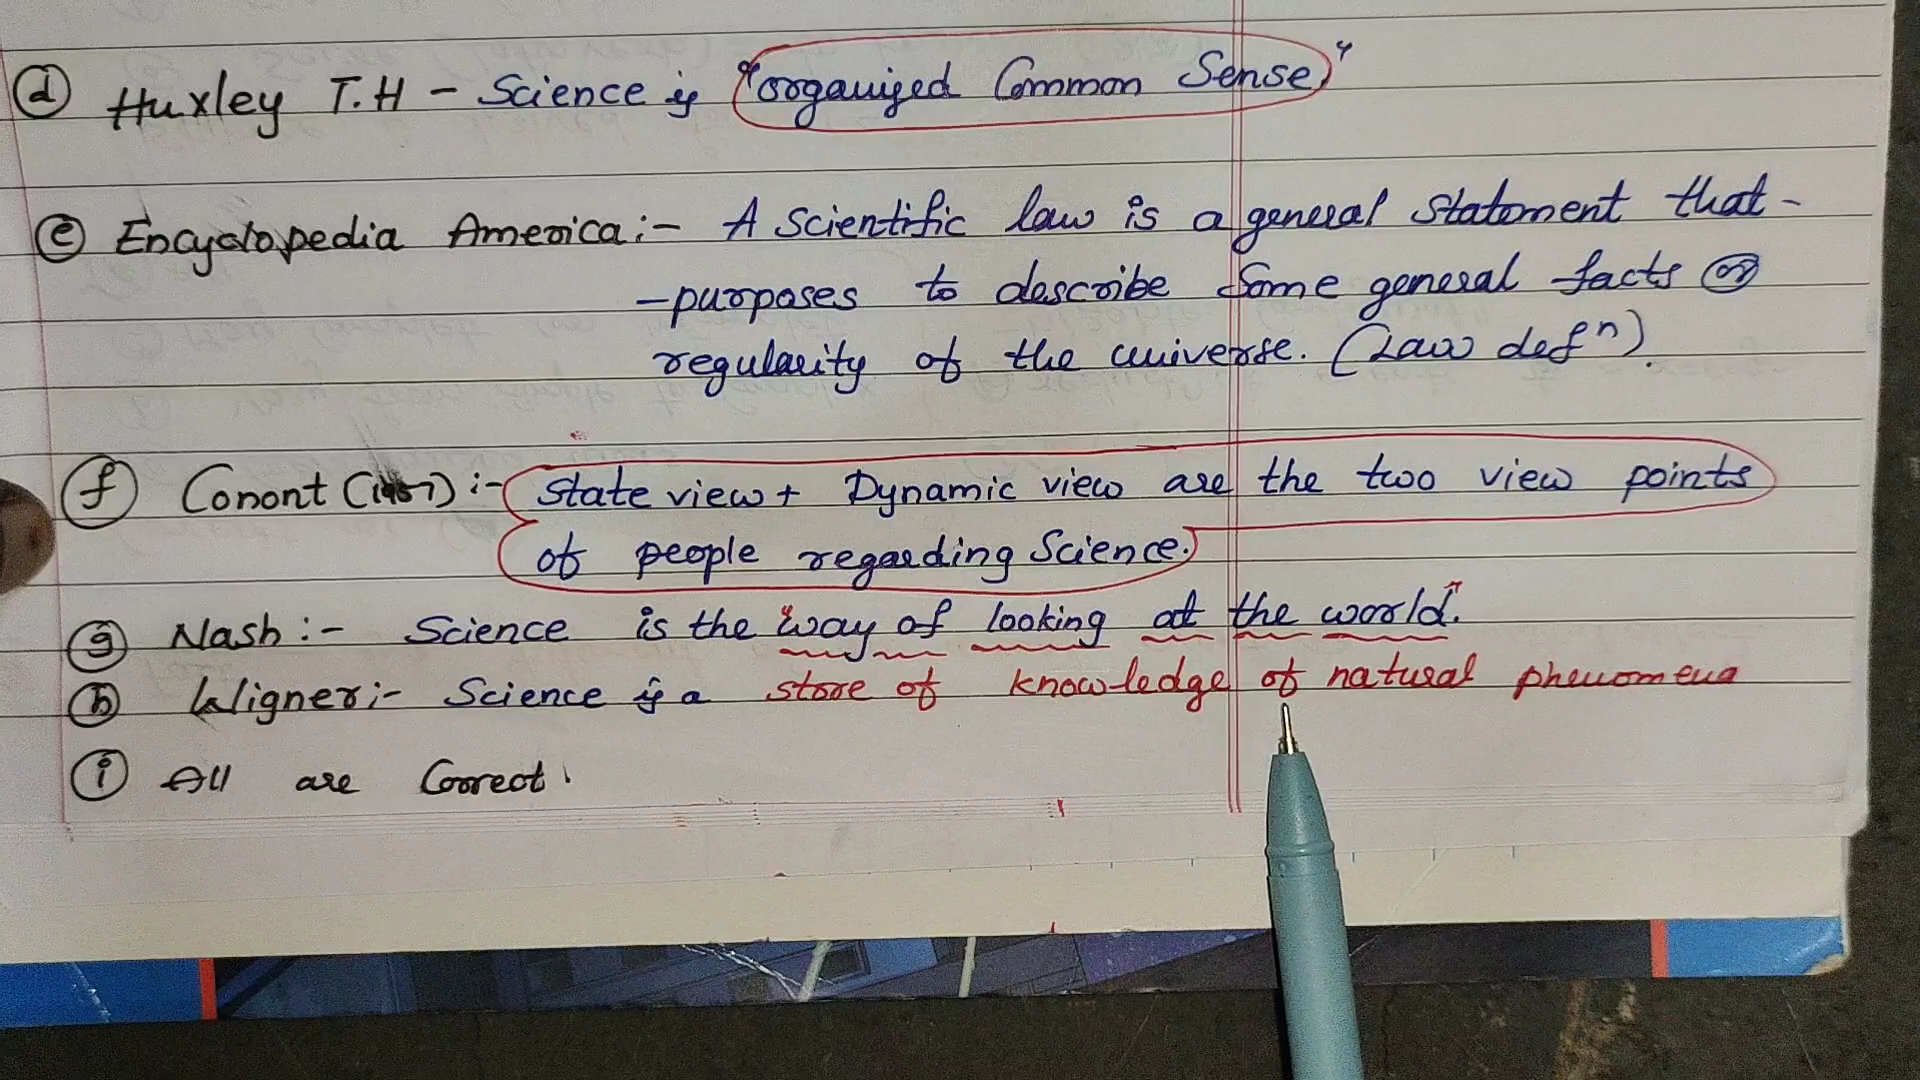 ⓓ Huxley T.H - Science is "organized Common Sense"
ⓔ Encyclopedia America:- A Scientific law is a general statement that -
- purposes to describe Some general facts or
regularity of the universe. (Law defⁿ).
ⓕ Conont ( ) :- State view + Dynamic view are the two view points
of people regarding Science.
ⓖ Nash :- Science is the "way of looking at the world".
ⓗ Wigner:- Science is a store of knowledge of natural phenomena
ⓘ All are Correct.